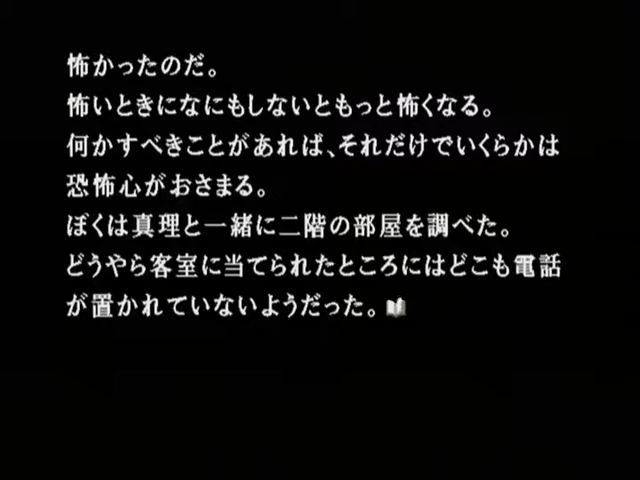 怖かったのだ。
怖いときになにもしないともっと怖くなる。
何かすべきことがあれば、それだけでいくらかは
恐怖心がおさまる。
ぼくは真理と一緒に二階の部屋を調べた。
どうやら客室に当てられたところにはどこも電話
が置かれていないようだった。